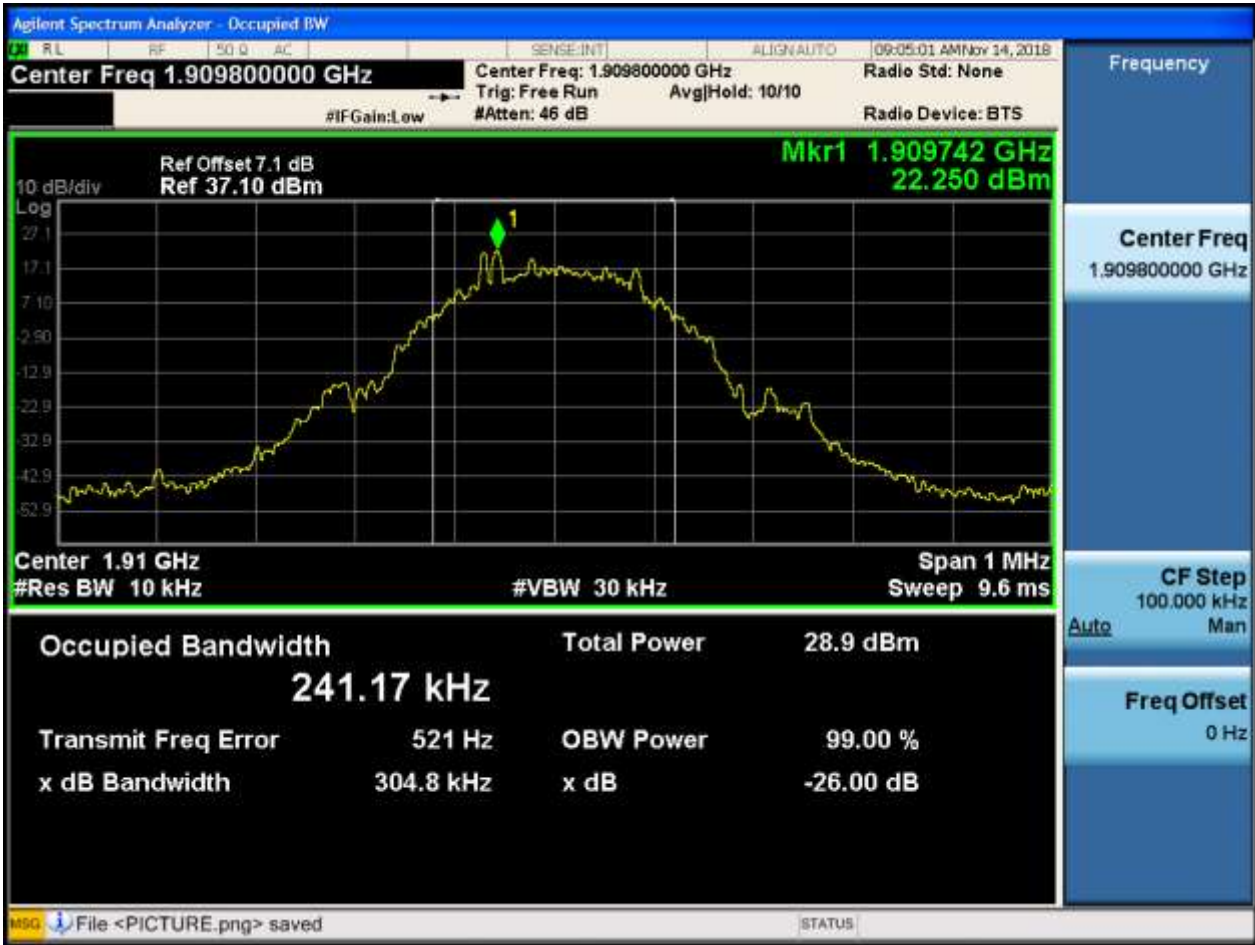 Agilent Spectrum Analyzer - Occupied BW
RL RF 50 Ω AC SENSE:INT ALIGN AUTO 09:05:01 AM Nov 14, 2018
Center Freq 1.909800000 GHz
Center Freq: 1.909800000 GHz
Radio Std: None
Trig: Free Run Avg|Hold: 10/10
#IFGain:Low
#Atten: 46 dB
Radio Device: BTS
Mkr1 1.909742 GHz
22.250 dBm
Ref Offset 7.1 dB
10 dB/div Ref 37.10 dBm
Log
1
27.1
17.1
7.10
-2.90
-12.9
-22.9
-32.9
-42.9
-52.9
Center 1.91 GHz Span 1 MHz
#Res BW 10 kHz #VBW 30 kHz Sweep 9.6 ms
Occupied Bandwidth Total Power 28.9 dBm
241.17 kHz
Transmit Freq Error 521 Hz OBW Power 99.00 %
x dB Bandwidth 304.8 kHz x dB -26.00 dB
Frequency
Center Freq
1.909800000 GHz
CF Step
100.000 kHz
Auto Man
Freq Offset
0 Hz
MSG File <PICTURE.png> saved STATUS